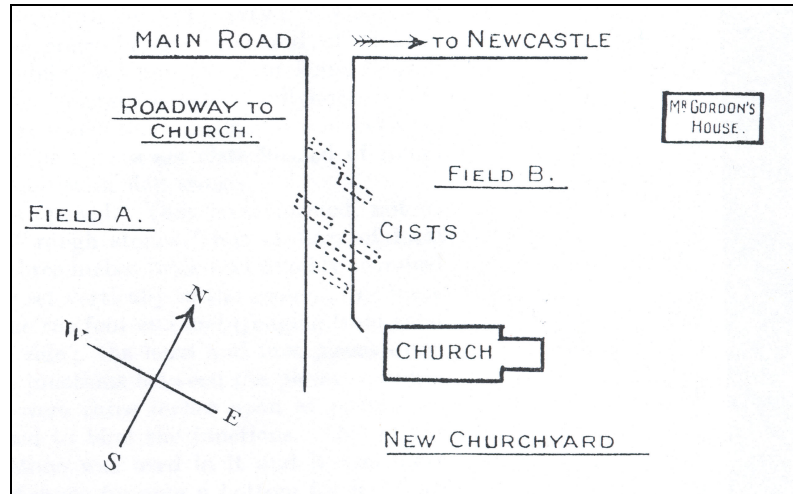 MAIN ROAD
TO NEWCASTLE
ROADWAY TO
CHURCH.
MR GORDON'S
HOUSE.
FIELD B.
FIELD A.
CISTS
N
W
E
S
CHURCH
NEW CHURCHYARD